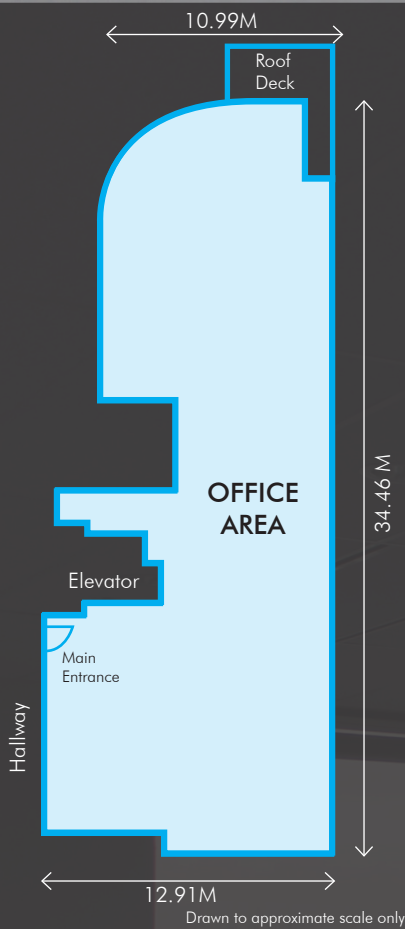 10.99M
Roof
Deck
34.46 M
OFFICE
AREA
Elevator
Main
Entrance
Hallway
12.91M
Drawn to approximate scale only